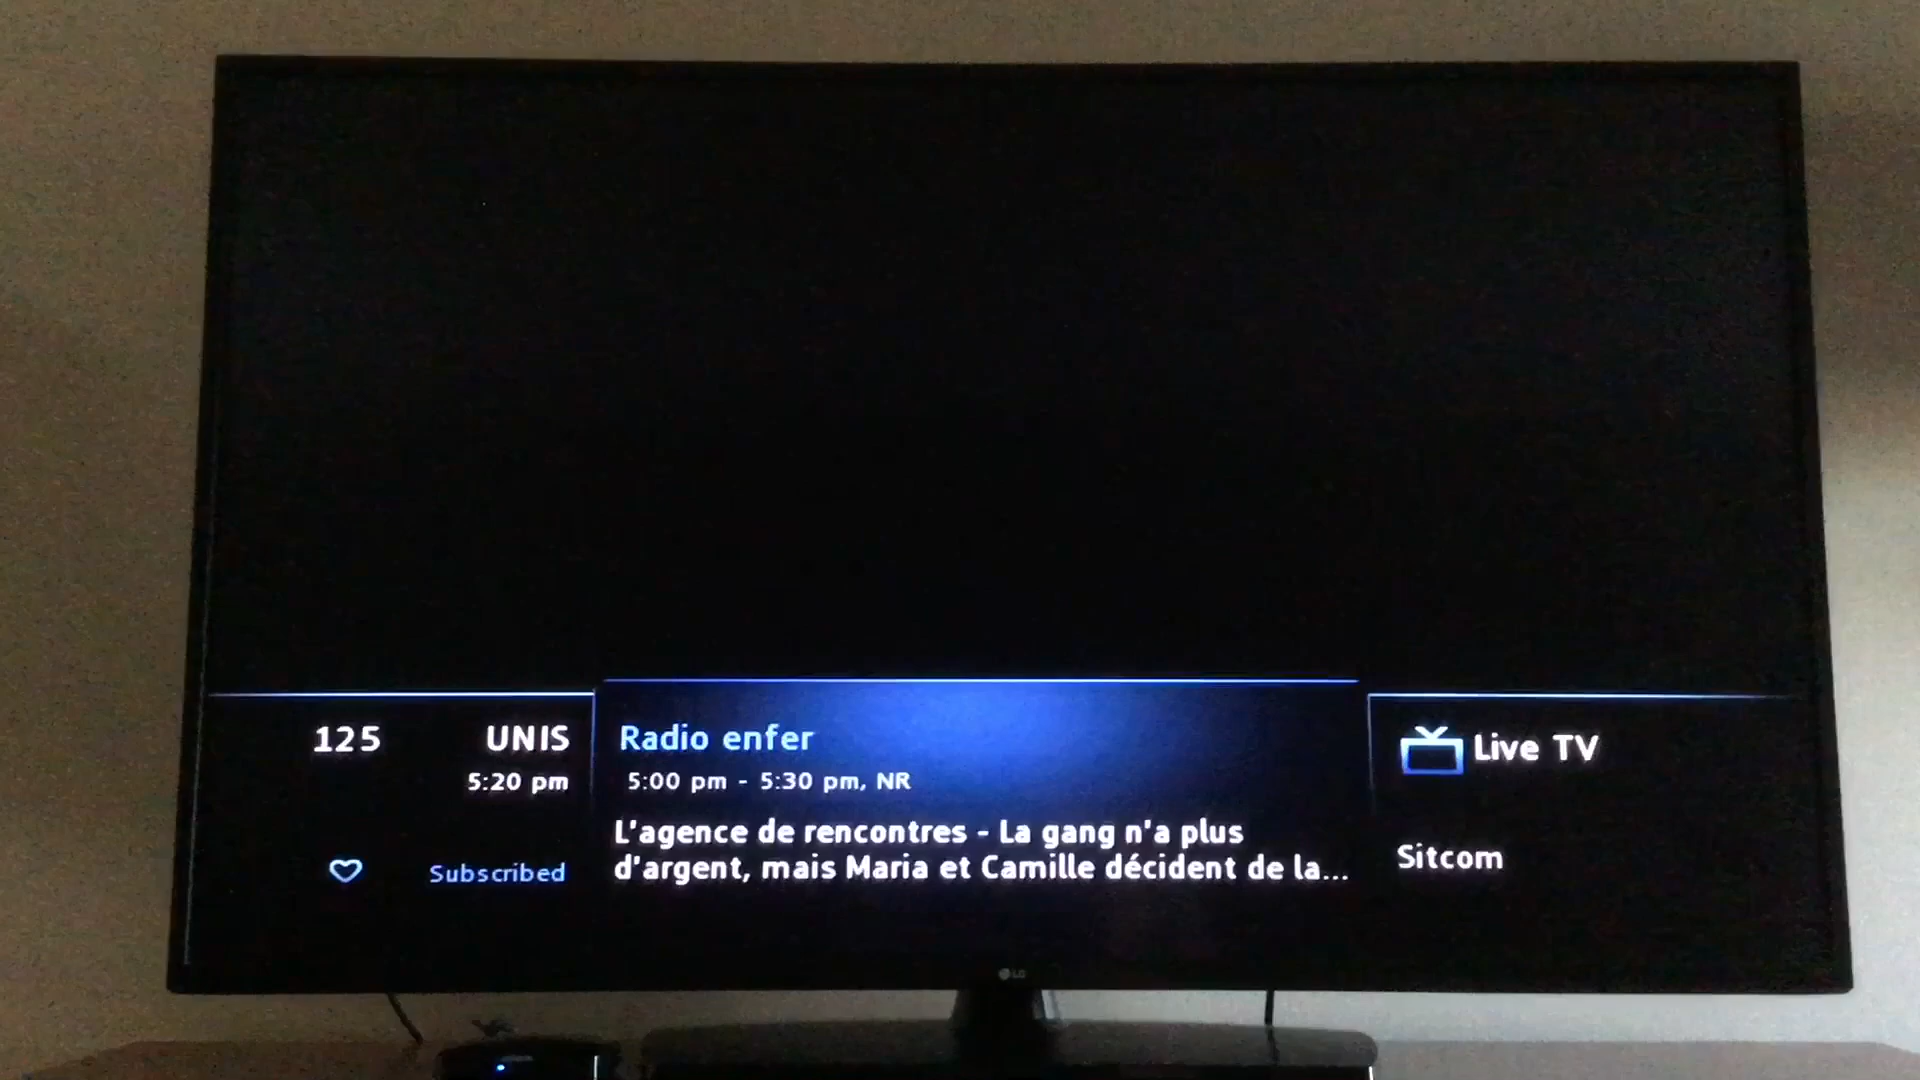 125 UNIS
5:20 pm
Subscribed
Radio enfer
5:00 pm - 5:30 pm, NR
L'agence de rencontres - La gang n'a plus
d'argent, mais Maria et Camille décident de la...
Live TV
Sitcom
LG